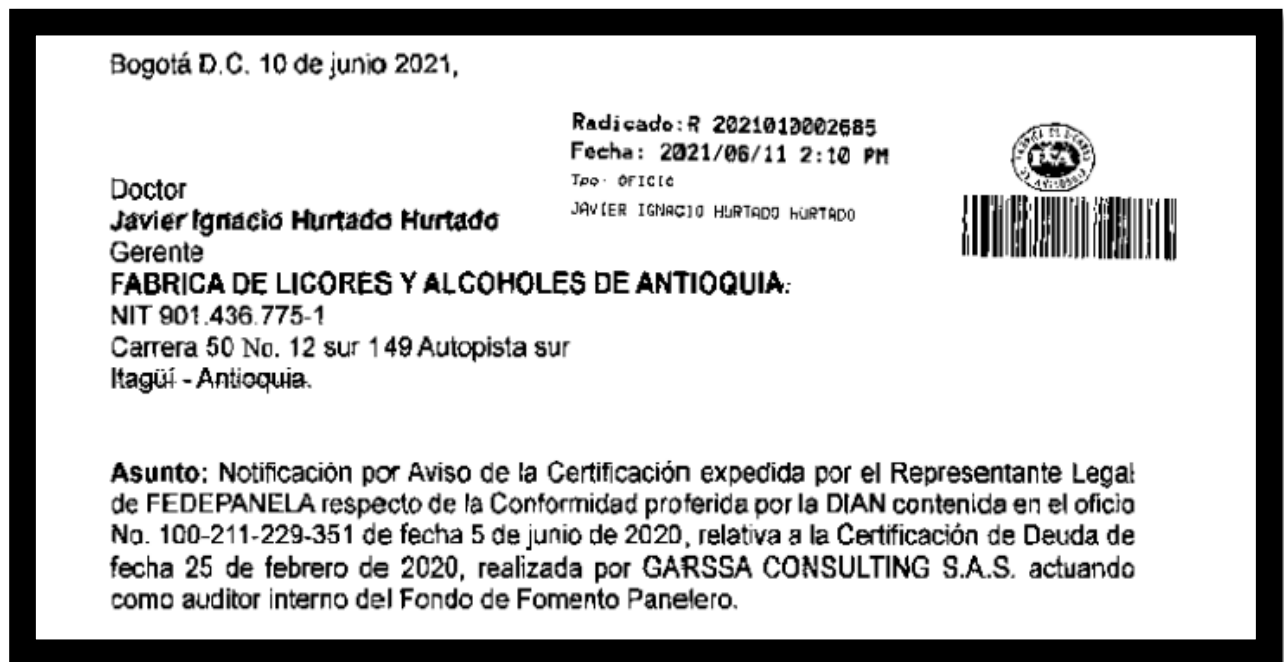 Bogotá D.C. 10 de junio 2021,
Radicado: R 2021010002685
Fecha: 2021/06/11 2:10 PM
Tpo: OFICIO
JAVIER IGNACIO HURTADO HURTADO
Doctor
Javier Ignacio Hurtado Hurtado
Gerente
FABRICA DE LICORES Y ALCOHOLES DE ANTIOQUIA.
NIT 901.436.775-1
Carrera 50 No. 12 sur 149 Autopista sur
Itagüí - Antioquia.
Asunto: Notificación por Aviso de la Certificación expedida por el Representante Legal
de FEDEPANELA respecto de la Conformidad proferida por la DIAN contenida en el oficio
No. 100-211-229-351 de fecha 5 de junio de 2020, relativa a la Certificación de Deuda de
fecha 25 de febrero de 2020, realizada por GARSSA CONSULTING S.A.S. actuando
como auditor interno del Fondo de Fomento Panelero.